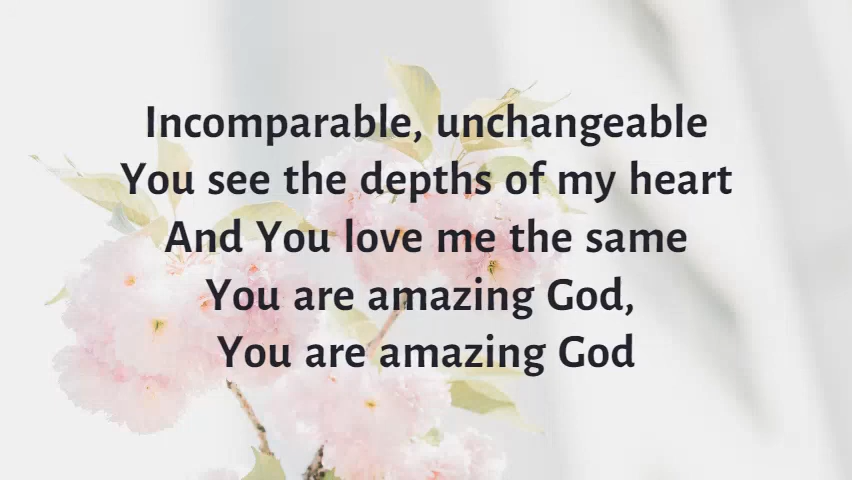 Incomparable, unchangeable
You see the depths of my heart
And You love me the same
You are amazing God,
You are amazing God